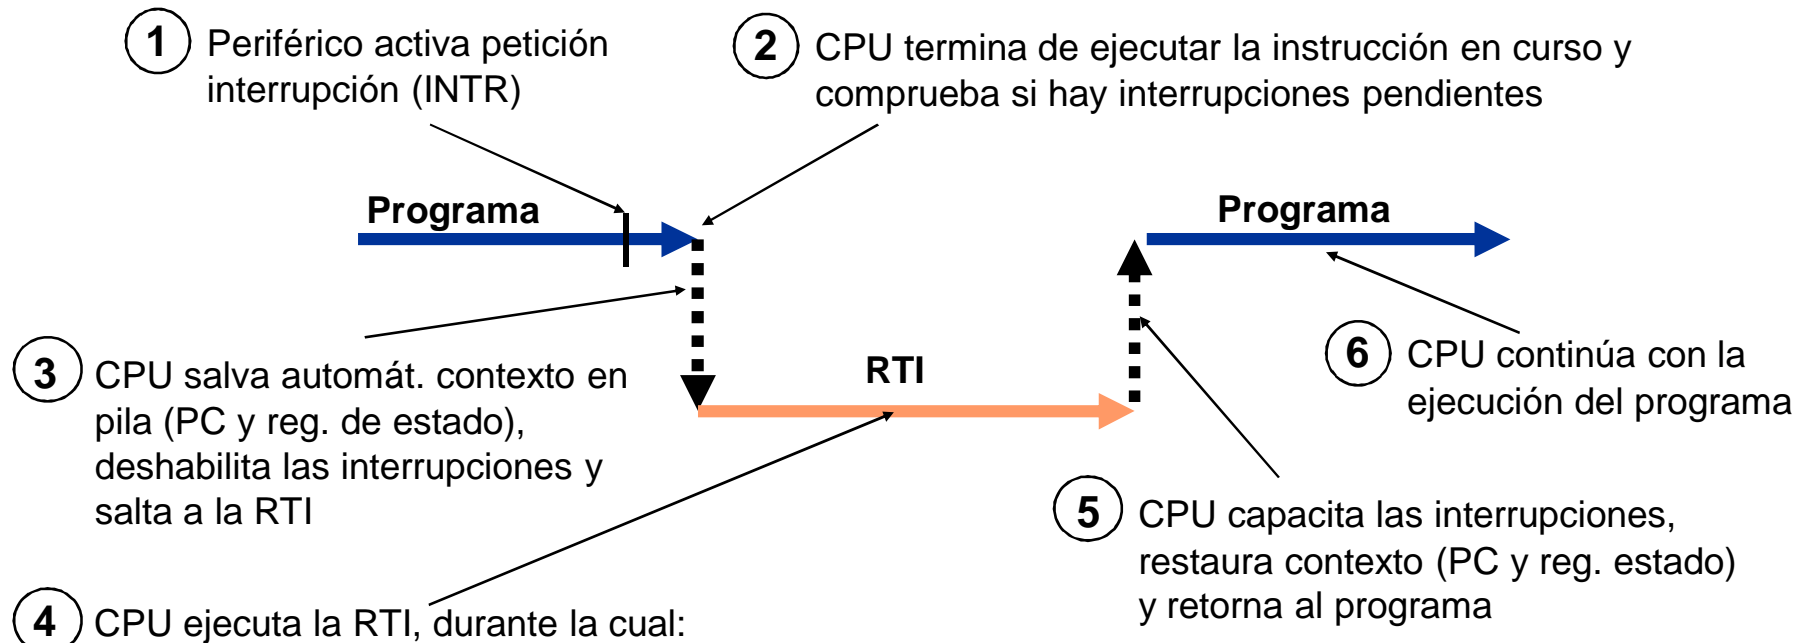 1 Periférico activa petición
interrupción (INTR)
2 CPU termina de ejecutar la instrucción en curso y
comprueba si hay interrupciones pendientes
Programa
Programa
3 CPU salva automát. contexto en
pila (PC y reg. de estado),
deshabilita las interrupciones y
salta a la RTI
RTI
6 CPU continúa con la
ejecución del programa
5 CPU capacita las interrupciones,
restaura contexto (PC y reg. estado)
y retorna al programa
4 CPU ejecuta la RTI, durante la cual: